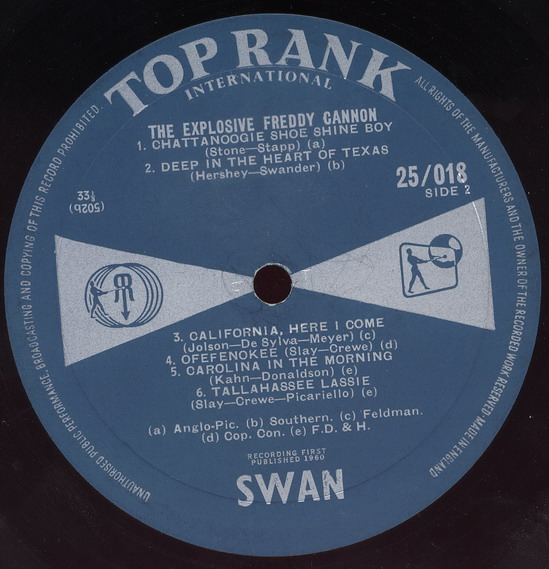 TOP RANK
INTERNATIONAL
UNAUTHORISED PUBLIC PERFORMANCE, BROADCASTING AND COPYING OF THIS RECORD PROHIBITED.
ALL RIGHTS OF THE MANUFACTURERS AND THE OWNER OF THE RECORDED WORK RESERVED MADE IN ENGLAND
THE EXPLOSIVE FREDDY CANNON
1. CHATTANOOGIE SHOE SHINE BOY
(Stone—Stapp) (a)
2. DEEP IN THE HEART OF TEXAS
(Hershey—Swander) (b)
25/018
SIDE 2
33⅓
(502b)
3. CALIFORNIA, HERE I COME
(Jolson—De Sylva—Meyer) (c)
4. OFEFENOKEE (Slay—Orewe) (d)
5. CAROLINA IN THE MORNING
(Kahn—Donaldson) (e)
6. TALLAHASSEE LASSIE
(Slay—Crewe—Picariello) (e)
(a) Anglo-Pic. (b) Southern. (c) Feldman.
(d) Cop. Con. (e) F.D. & H.
RECORDING FIRST
PUBLISHED 1960
SWAN